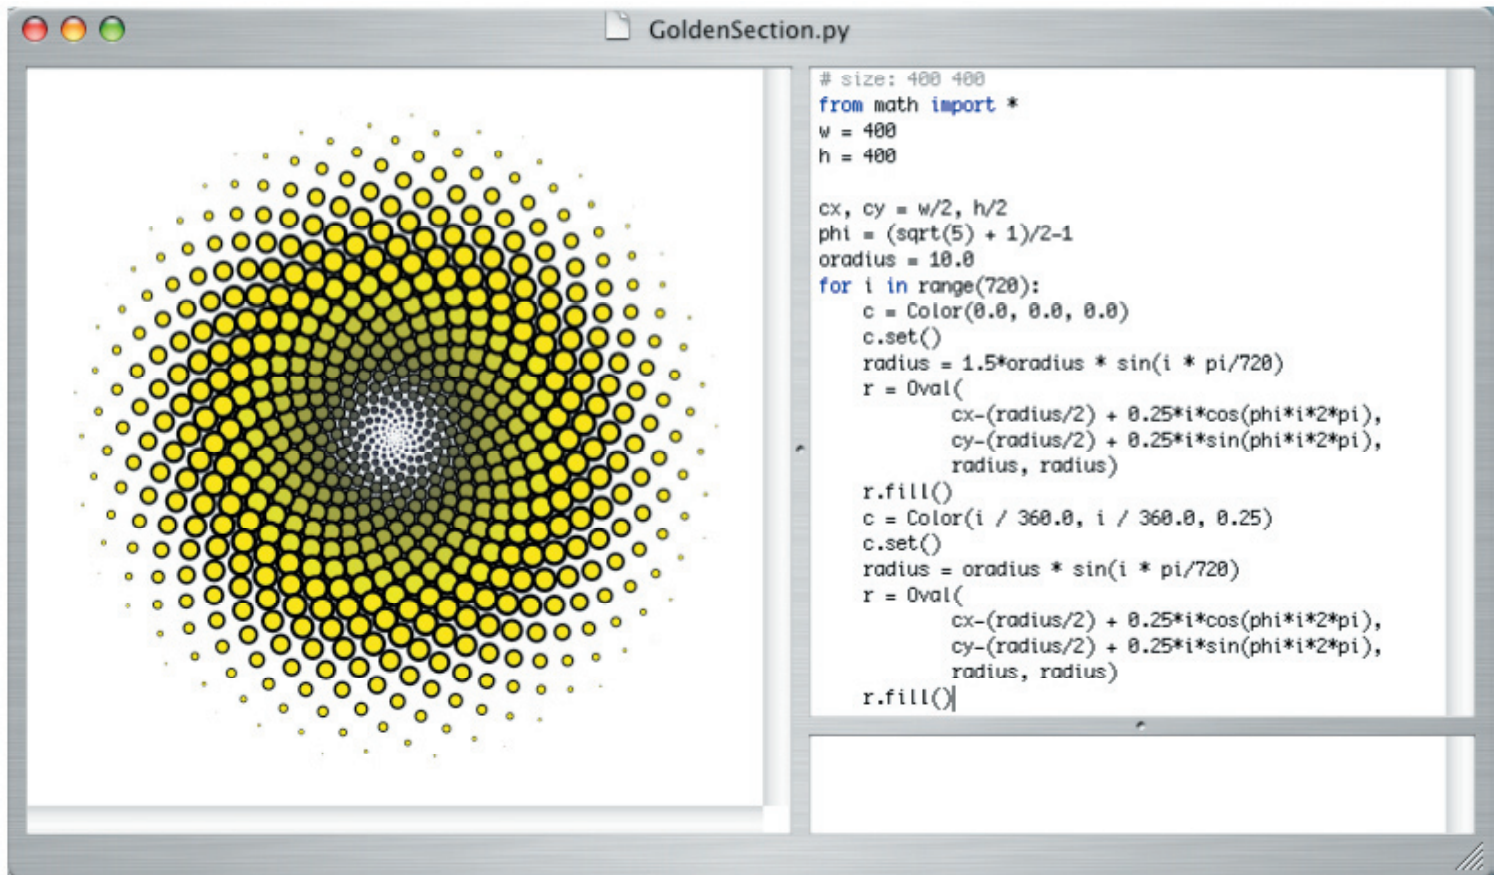 GoldenSection.py
# size: 400 400
from math import *
w = 400
h = 400
cx, cy = w/2, h/2
phi = (sqrt(5) + 1)/2-1
oradius = 10.0
for i in range(720):
    c = Color(0.0, 0.0, 0.0)
    c.set()
    radius = 1.5*oradius * sin(i * pi/720)
    r = Oval(
            cx-(radius/2) + 0.25*i*cos(phi*i*2*pi),
            cy-(radius/2) + 0.25*i*sin(phi*i*2*pi),
            radius, radius)
    r.fill()
    c = Color(i / 360.0, i / 360.0, 0.25)
    c.set()
    radius = oradius * sin(i * pi/720)
    r = Oval(
            cx-(radius/2) + 0.25*i*cos(phi*i*2*pi),
            cy-(radius/2) + 0.25*i*sin(phi*i*2*pi),
            radius, radius)
    r.fill()